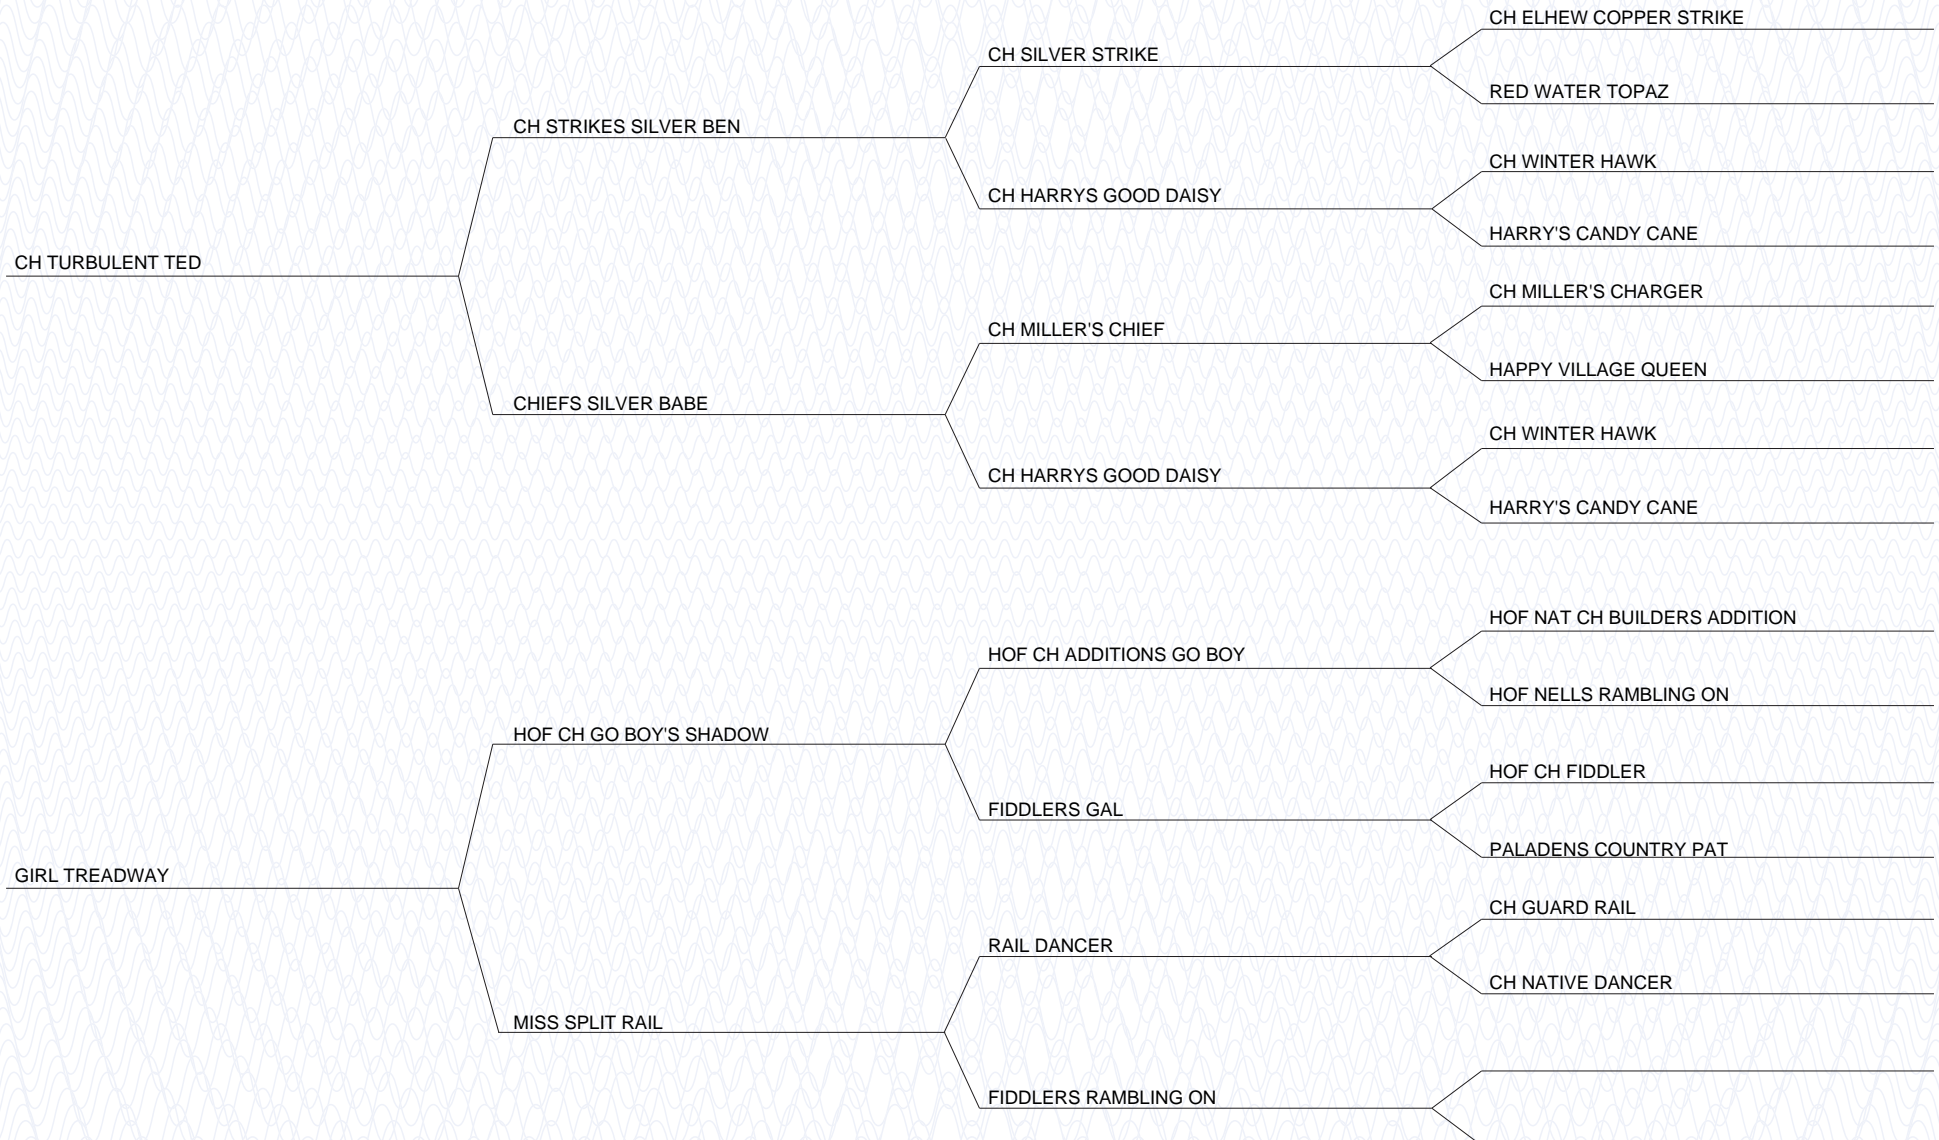 CH ELHEW COPPER STRIKE
CH SILVER STRIKE
RED WATER TOPAZ
CH STRIKES SILVER BEN
CH WINTER HAWK
CH HARRYS GOOD DAISY
HARRY'S CANDY CANE
CH TURBULENT TED
CH MILLER'S CHARGER
CH MILLER'S CHIEF
HAPPY VILLAGE QUEEN
CHIEFS SILVER BABE
CH WINTER HAWK
CH HARRYS GOOD DAISY
HARRY'S CANDY CANE
HOF NAT CH BUILDERS ADDITION
HOF CH ADDITIONS GO BOY
HOF NELLS RAMBLING ON
HOF CH GO BOY'S SHADOW
HOF CH FIDDLER
FIDDLERS GAL
PALADENS COUNTRY PAT
GIRL TREADWAY
CH GUARD RAIL
RAIL DANCER
CH NATIVE DANCER
MISS SPLIT RAIL
FIDDLERS RAMBLING ON